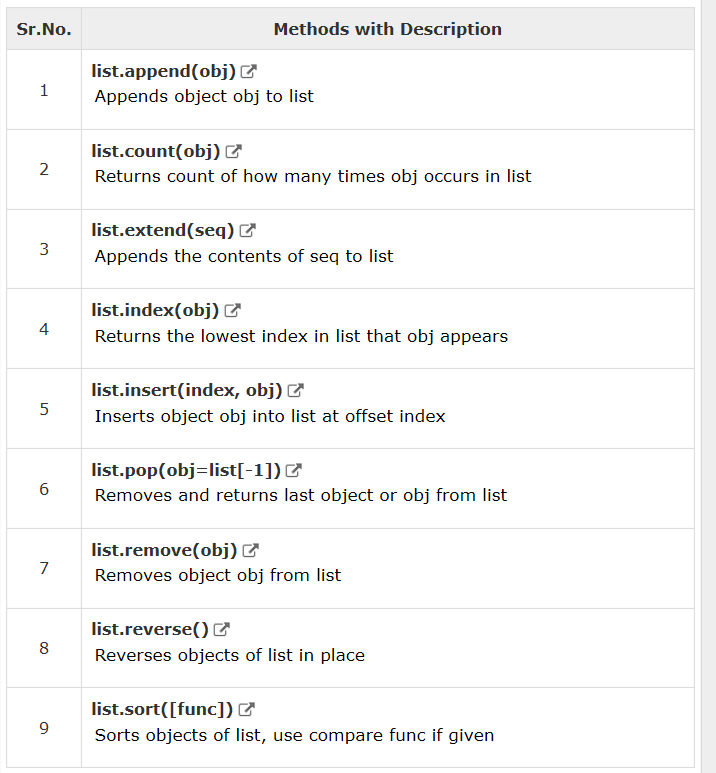 Sr.No. Methods with Description
1
list.append(obj)
Appends object obj to list
2
list.count(obj)
Returns count of how many times obj occurs in list
3
list.extend(seq)
Appends the contents of seq to list
4
list.index(obj)
Returns the lowest index in list that obj appears
5
list.insert(index, obj)
Inserts object obj into list at offset index
6
list.pop(obj=list[-1])
Removes and returns last object or obj from list
7
list.remove(obj)
Removes object obj from list
8
list.reverse()
Reverses objects of list in place
9
list.sort([func])
Sorts objects of list, use compare func if given